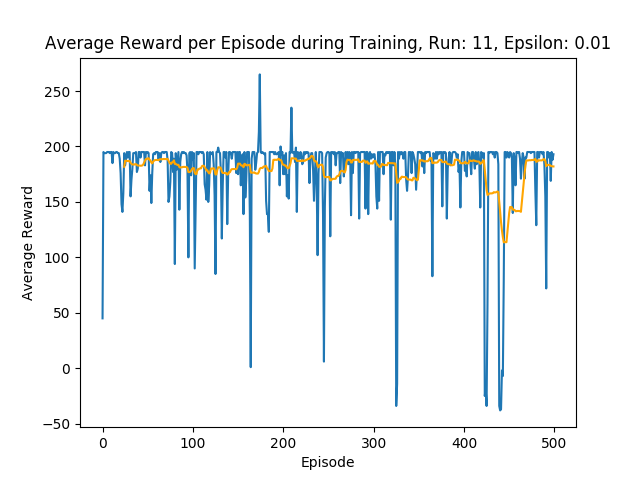 Average Reward per Episode during Training, Run: 11, Epsilon: 0.01
Average Reward
250
200
150
100
50
0
−50
0 100 200 300 400 500
Episode